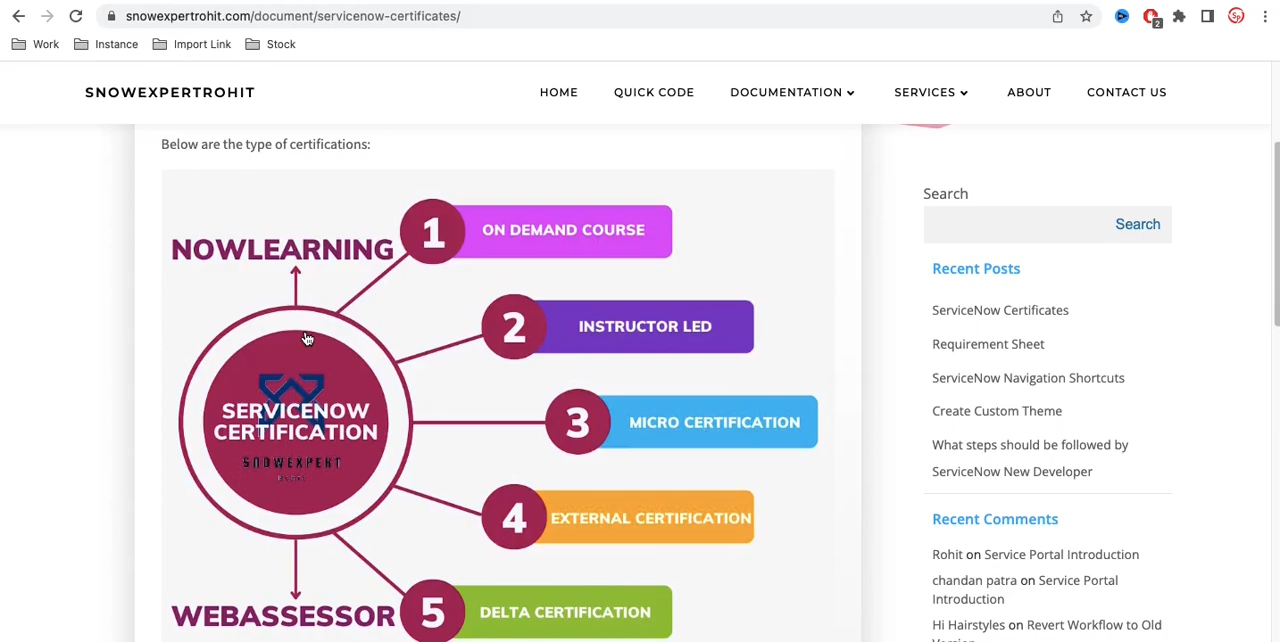 snowexpertrohit.com/document/servicenow-certificates/
2
Work
Instance
Import Link
Stock
SNOWEXPERTROHIT
HOME
QUICK CODE
DOCUMENTATION
SERVICES
ABOUT
CONTACT US
Below are the type of certifications:
NOWLEARNING
1 ON DEMAND COURSE
2 INSTRUCTOR LED
SERVICENOW
CERTIFICATION
SNOWEXPERT
3 MICRO CERTIFICATION
4 EXTERNAL CERTIFICATION
WEBASSESSOR
5 DELTA CERTIFICATION
Search
Search
Recent Posts
ServiceNow Certificates
Requirement Sheet
ServiceNow Navigation Shortcuts
Create Custom Theme
What steps should be followed by
ServiceNow New Developer
Recent Comments
Rohit on Service Portal Introduction
chandan patra on Service Portal
Introduction
Hi Hairstyles on Revert Workflow to Old